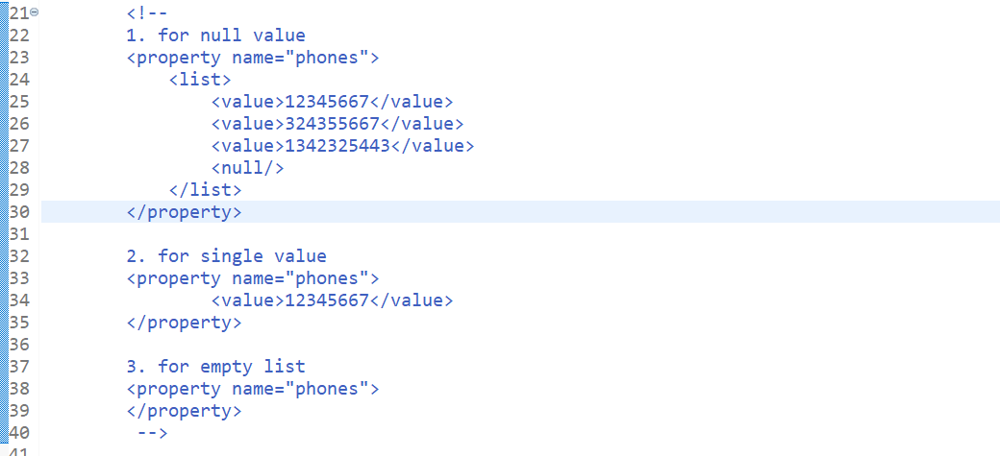 21 <!--
22 1. for null value
23 <property name="phones">
24 <list>
25 <value>12345667</value>
26 <value>324355667</value>
27 <value>1342325443</value>
28 <null/>
29 </list>
30 </property>
31
32 2. for single value
33 <property name="phones">
34 <value>12345667</value>
35 </property>
36
37 3. for empty list
38 <property name="phones">
39 </property>
40 -->
41